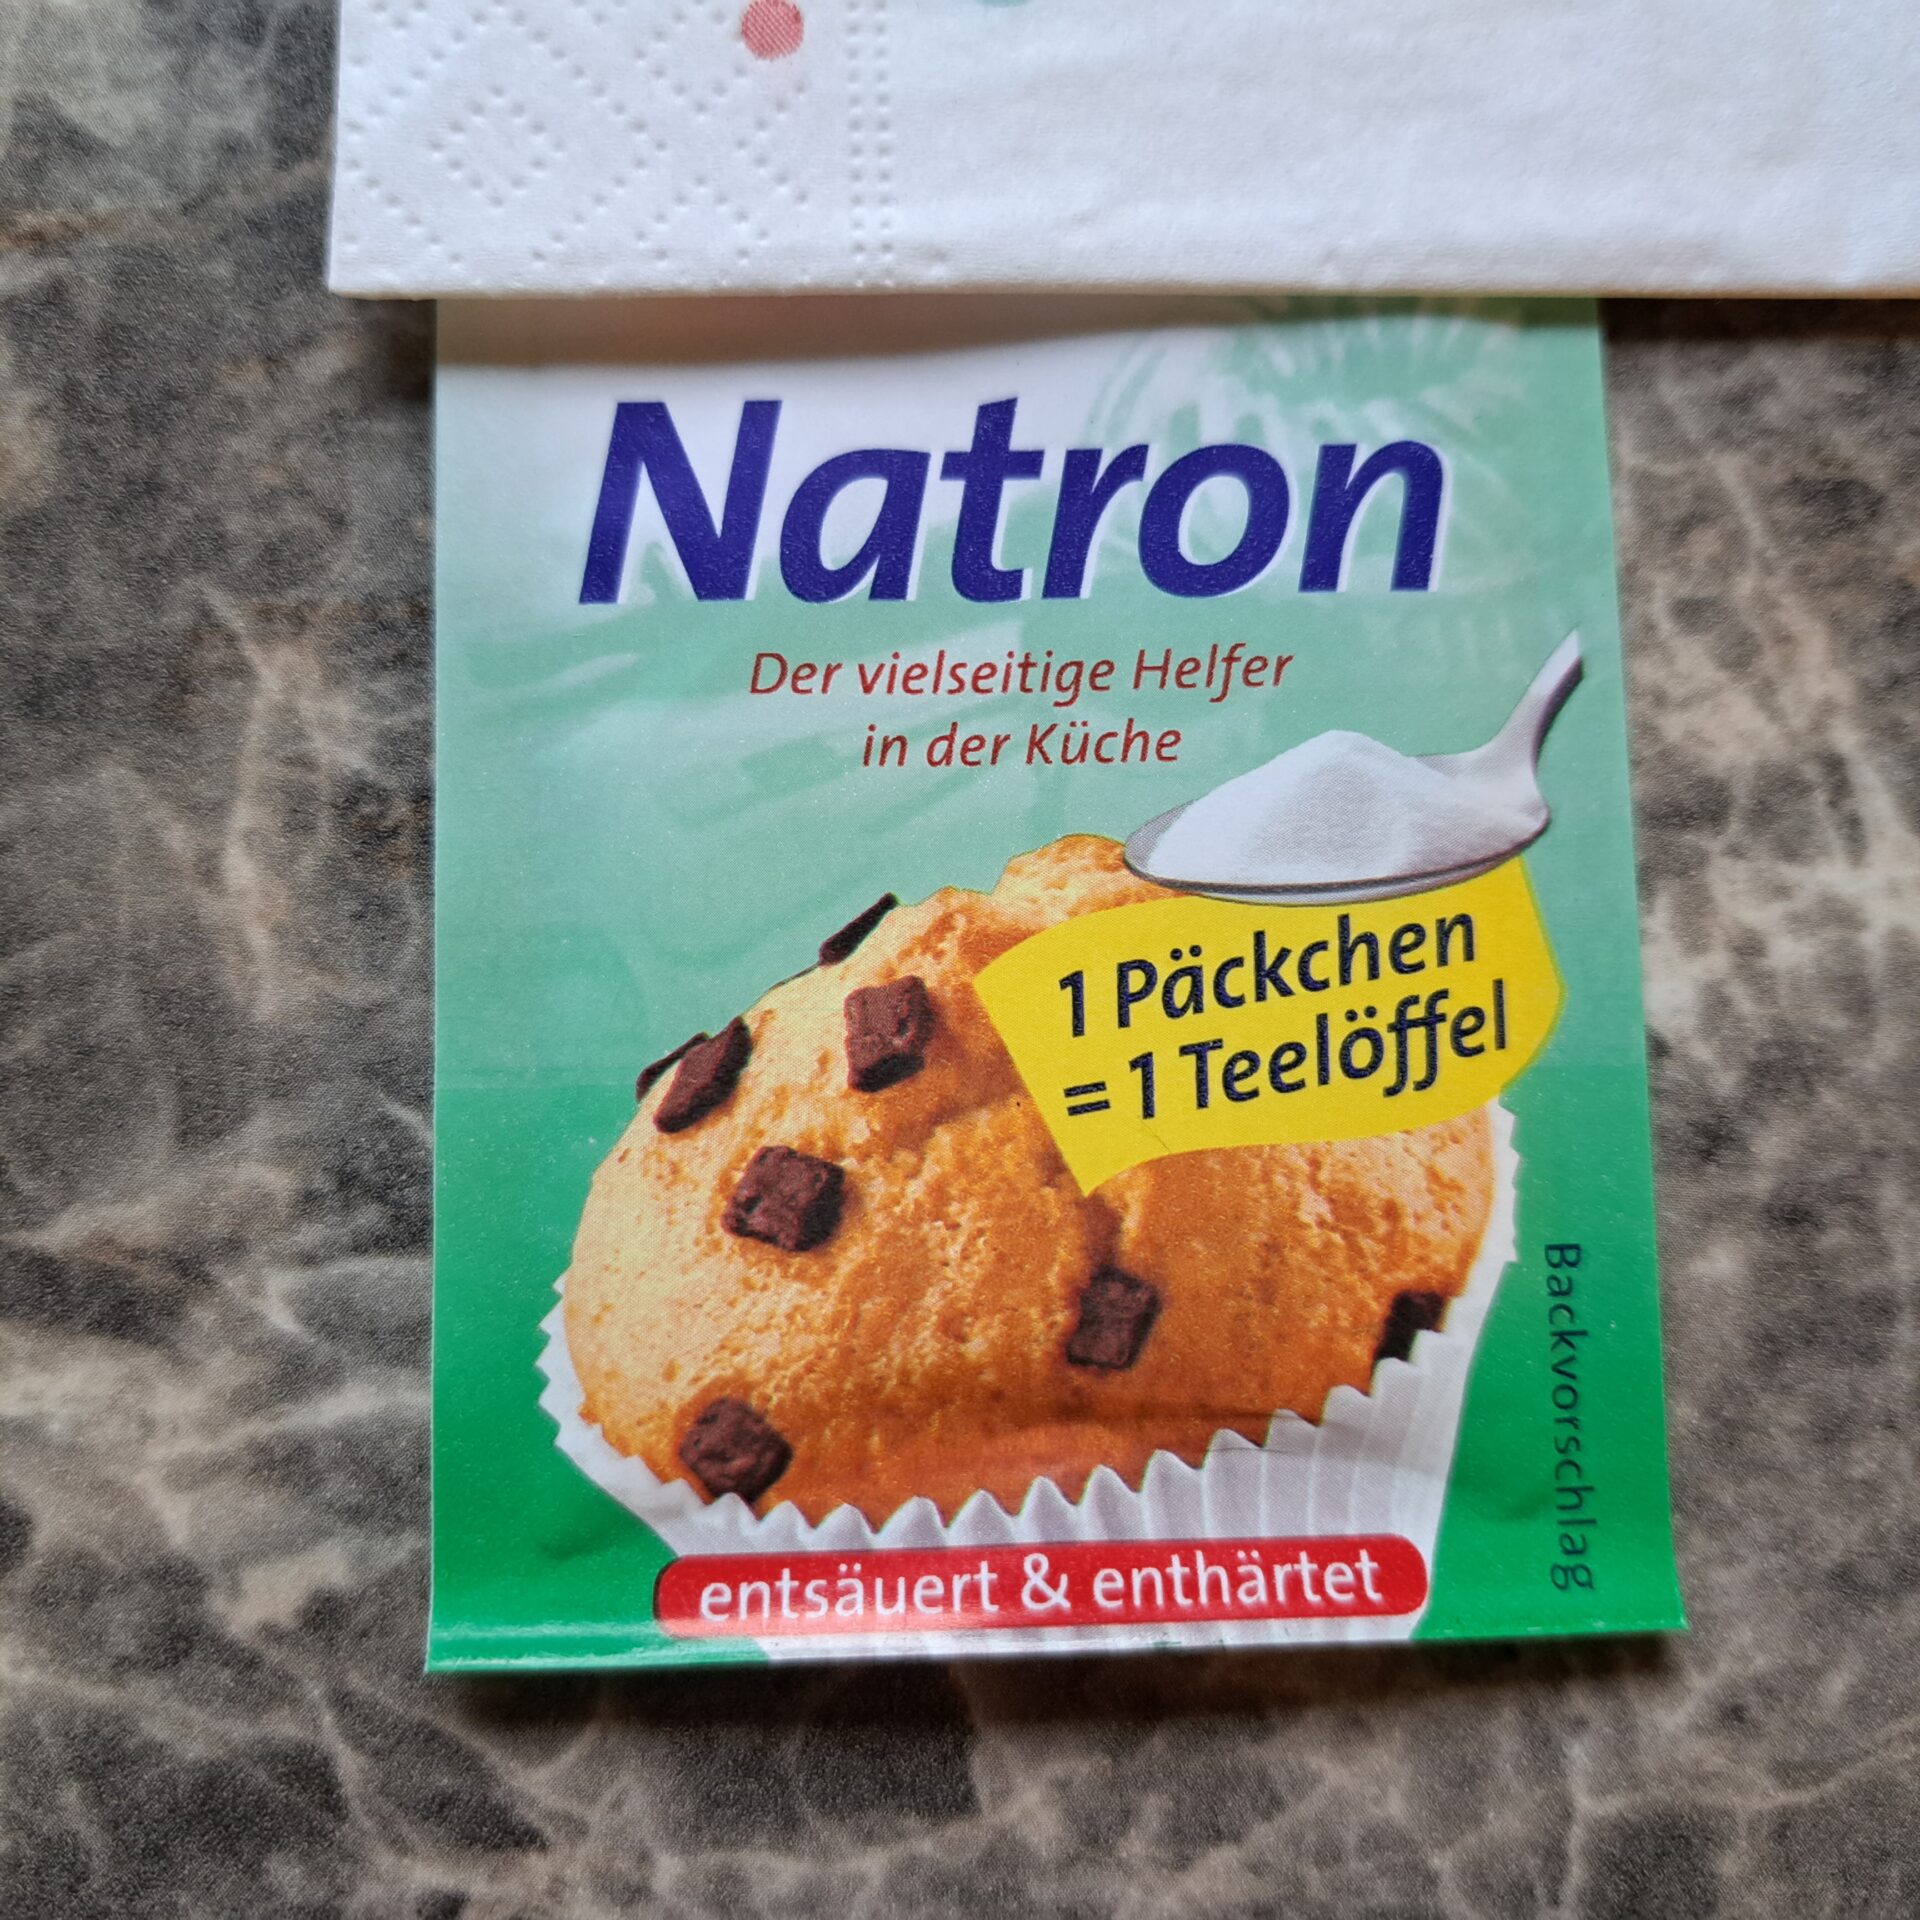 Natron
Der vielseitige Helfer
in der Küche
1 Päckchen
= 1 Teelöffel
Backvorschlag
entsäuert & enthärtet